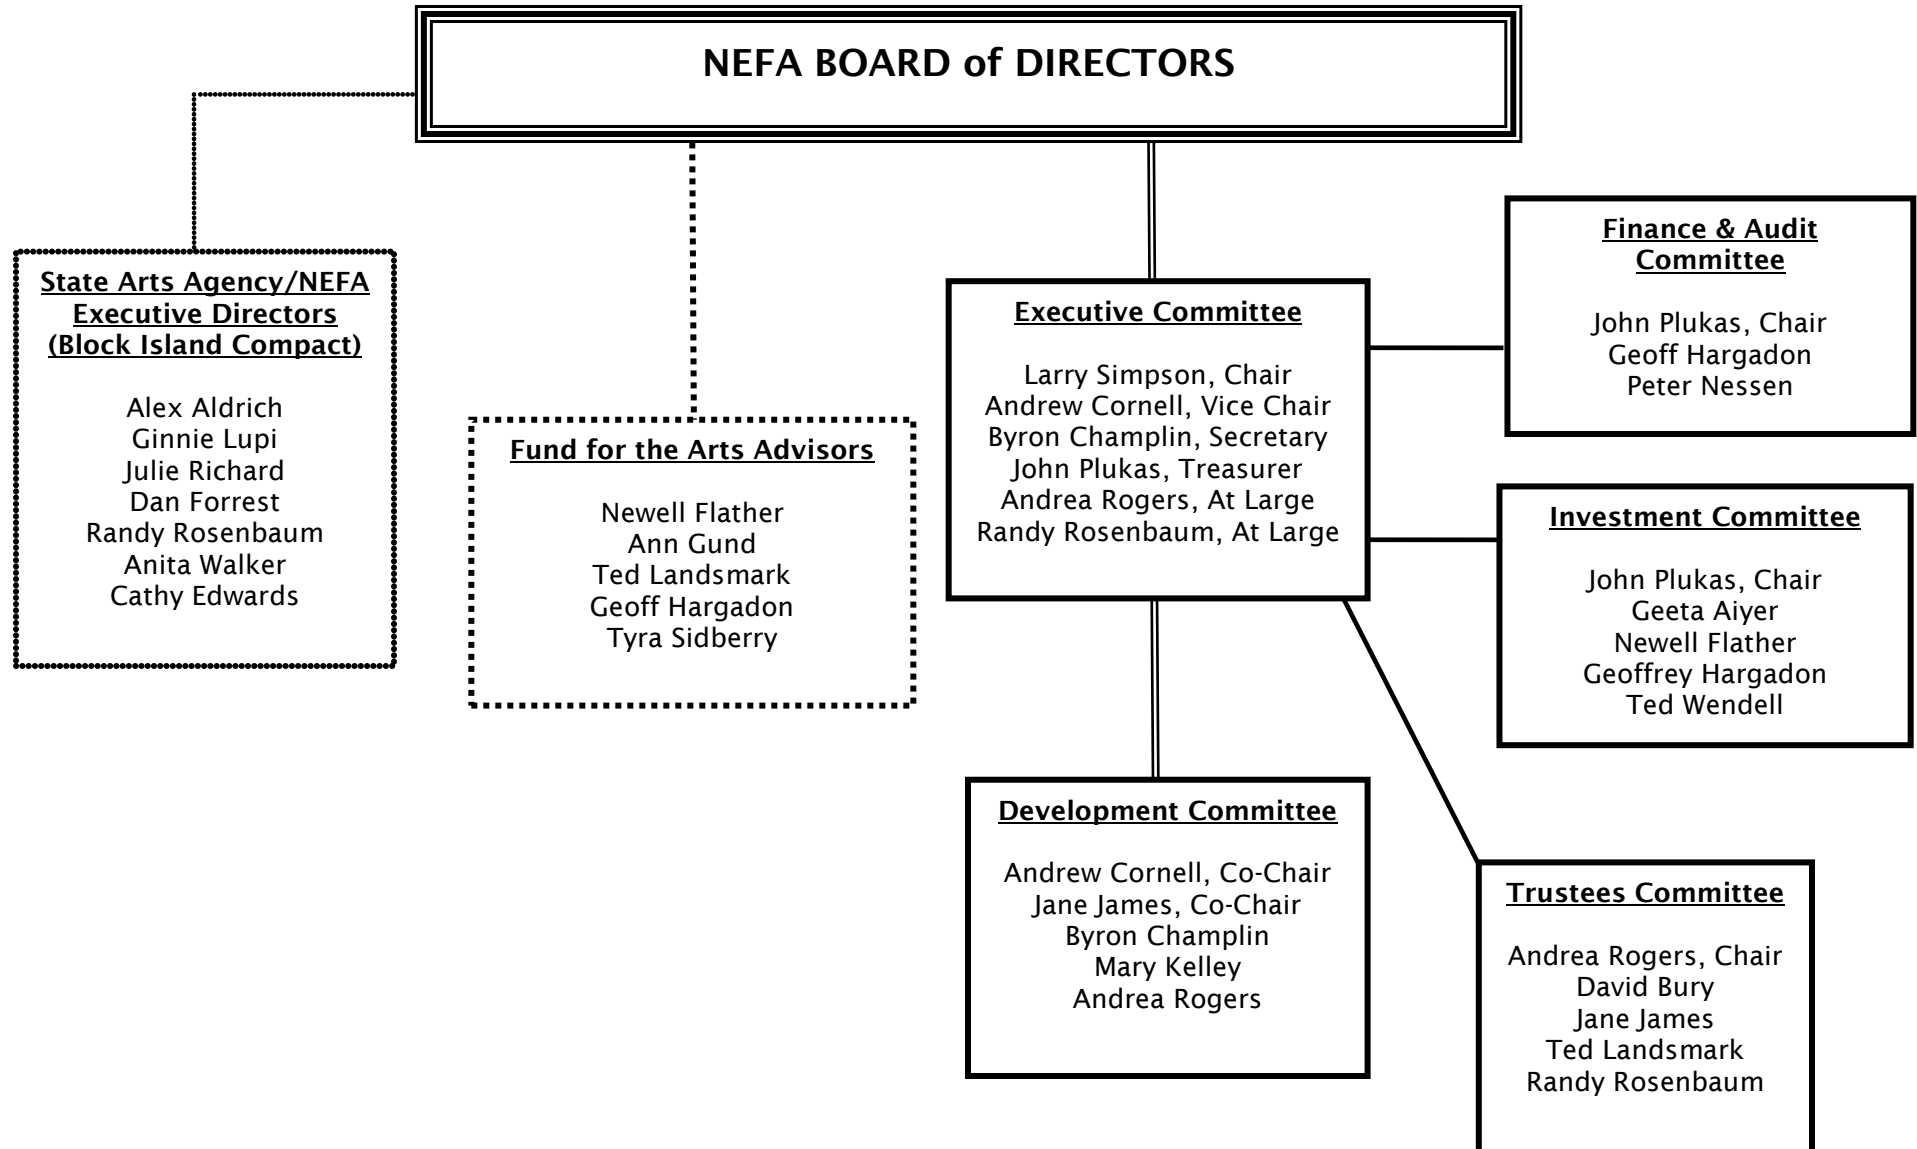 NEFA BOARD of DIRECTORS
State Arts Agency/NEFA
Executive Directors
(Block Island Compact)
Alex Aldrich
Ginnie Lupi
Julie Richard
Dan Forrest
Randy Rosenbaum
Anita Walker
Cathy Edwards
Fund for the Arts Advisors
Newell Flather
Ann Gund
Ted Landsmark
Geoff Hargadon
Tyra Sidberry
Executive Committee
Larry Simpson, Chair
Andrew Cornell, Vice Chair
Byron Champlin, Secretary
John Plukas, Treasurer
Andrea Rogers, At Large
Randy Rosenbaum, At Large
Finance & Audit
Committee
John Plukas, Chair
Geoff Hargadon
Peter Nessen
Investment Committee
John Plukas, Chair
Geeta Aiyer
Newell Flather
Geoffrey Hargadon
Ted Wendell
Development Committee
Andrew Cornell, Co-Chair
Jane James, Co-Chair
Byron Champlin
Mary Kelley
Andrea Rogers
Trustees Committee
Andrea Rogers, Chair
David Bury
Jane James
Ted Landsmark
Randy Rosenbaum